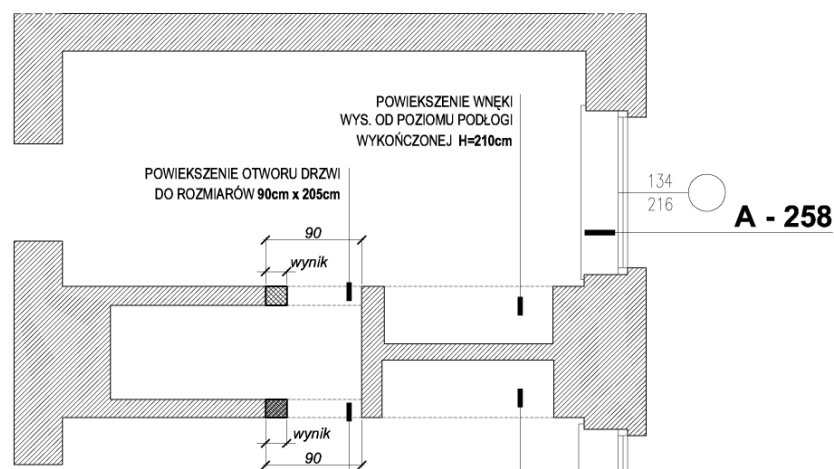 POWIEKSZENIE WNĘKI
WYS. OD POZIOMU PODŁOGI
WYKOŃCZONEJ H=210cm
POWIEKSZENIE OTWORU DRZWI
DO ROZMIARÓW 90cm x 205cm
134
216
A - 258
90
wynik
wynik
90